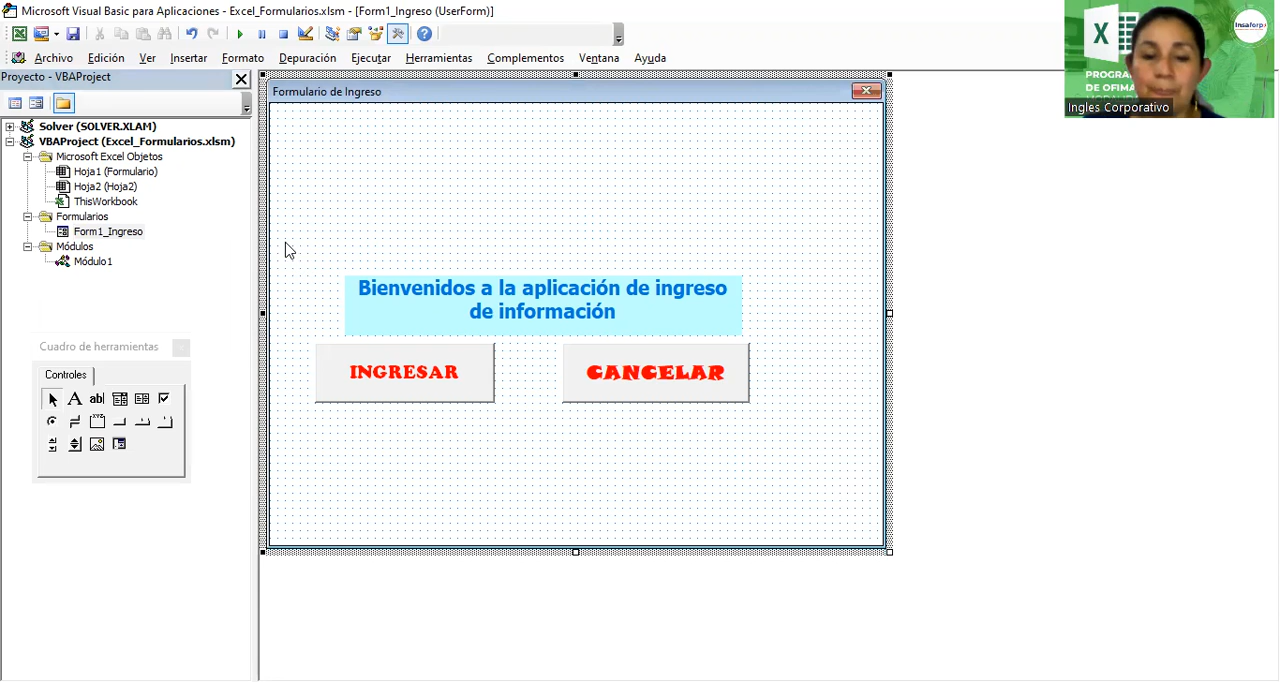 Microsoft Visual Basic para Aplicaciones - Excel_Formularios.xlsm - [Form1_Ingreso (UserForm)]
Archivo Edición Ver Insertar Formato Depuración Ejecutar Herramientas Complementos Ventana Ayuda
Proyecto - VBAProject
Solver (SOLVER.XLAM)
VBAProject (Excel_Formularios.xlsm)
Microsoft Excel Objetos
Hoja1 (Formulario)
Hoja2 (Hoja2)
ThisWorkbook
Formularios
Form1_Ingreso
Módulos
Módulo1
Cuadro de herramientas
Controles
A
abl
Formulario de Ingreso
Bienvenidos a la aplicación de ingreso
de información
INGRESAR
CANCELAR
X
Insaforp
DE OFIM
Ingles Corporativo